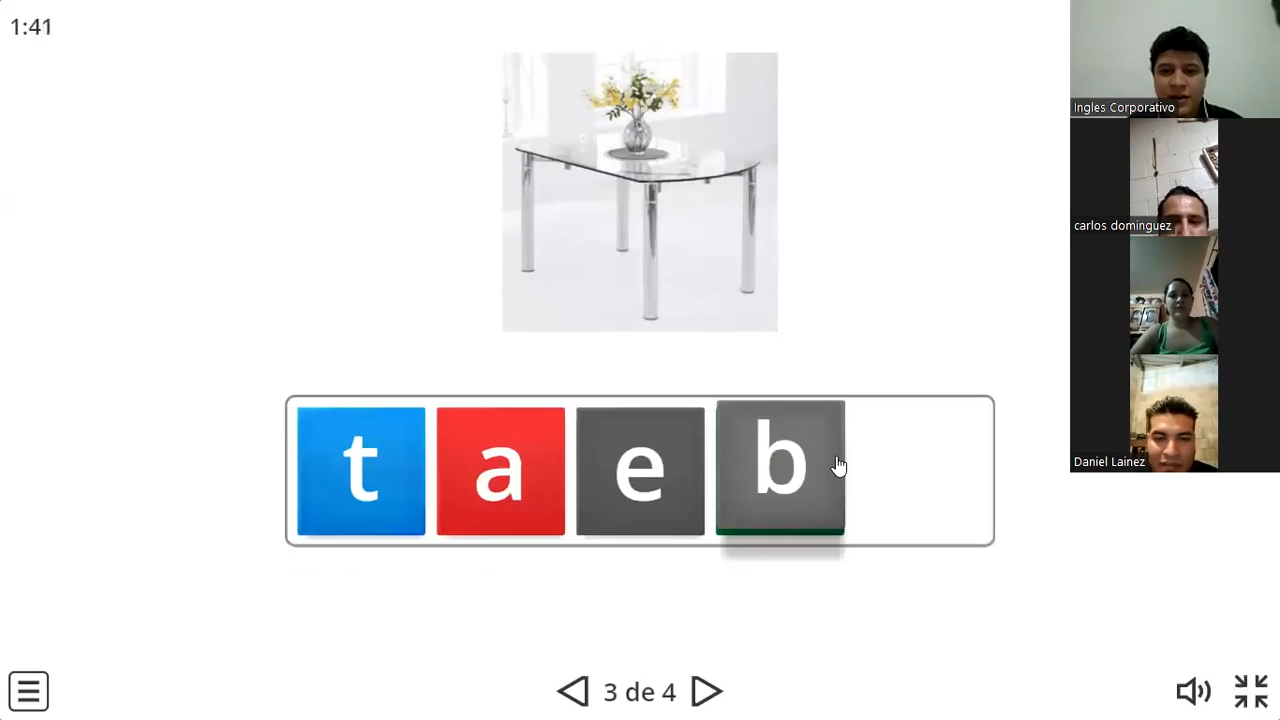 1:41
Ingles Corporativo
carlos dominguez
t a e b
Daniel Lainez
3 de 4